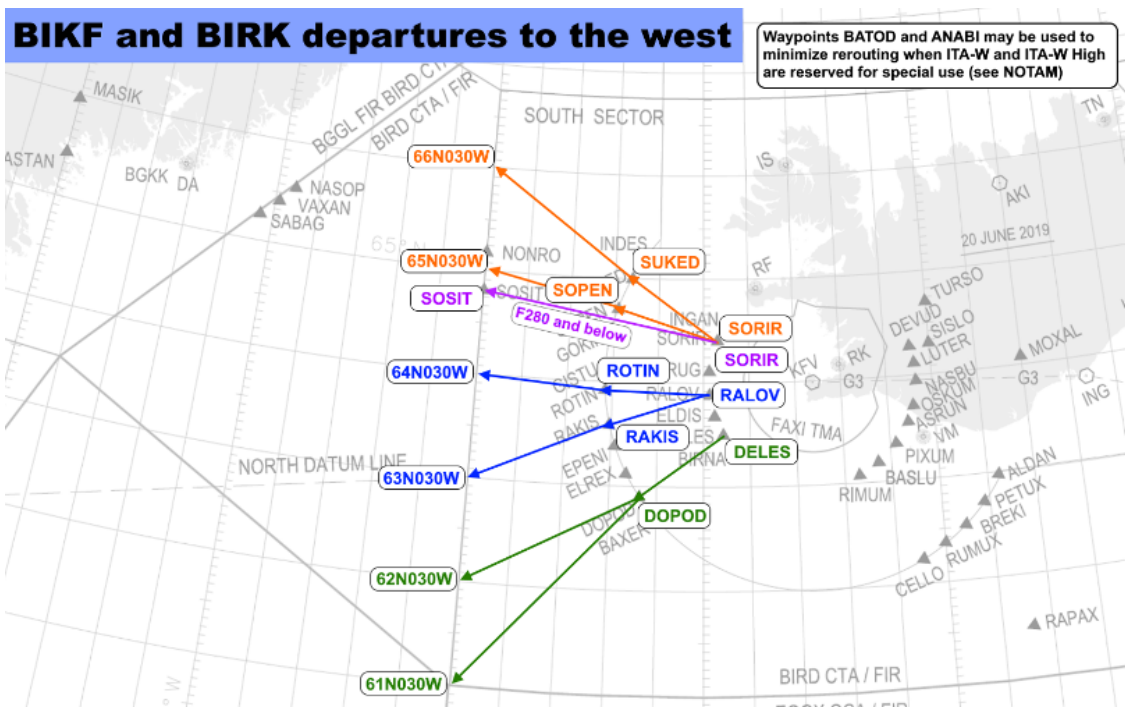 BIKF and BIRK departures to the west
Waypoints BATOD and ANABI may be used to
minimize rerouting when ITA-W and ITA-W High
are reserved for special use (see NOTAM)
MASIK
BGGL FIR BIRD CTA
BIRD CTA / FIR
SOUTH SECTOR
TN
ASTAN
BGKK
DA
NASOP
VAXAN
SABAG
66N030W
IS
AKI
20 JUNE 2019
65° N
NONRO
INDES
65N030W
SUKED
SOPEN
RF
TURSO
SOSIT
SOSIT
F280 and below
INGAN
SORIR
SORIR
SORIR
DEVUD
SISLO
LUTER
MOXAL
GOKI
CISTU
64N030W
ROTIN
ROTIN
RUG
RALOV
RALOV
KFV
RK
G3
NASBU
G3
ING
OSKUM
ASRUN
VM
RAKIS
RAKIS
ELDIS
LES
DELES
BIRNA
FAXI TMA
PIXUM
BASLU
RIMUM
NORTH DATUM LINE
63N030W
EPENI
ELREX
ALDAN
PETUX
BREKI
RUMUX
CELLO
DOPOD
DOPOD
BAXER
62N030W
RAPAX
61N030W
° W
BIRD CTA / FIR